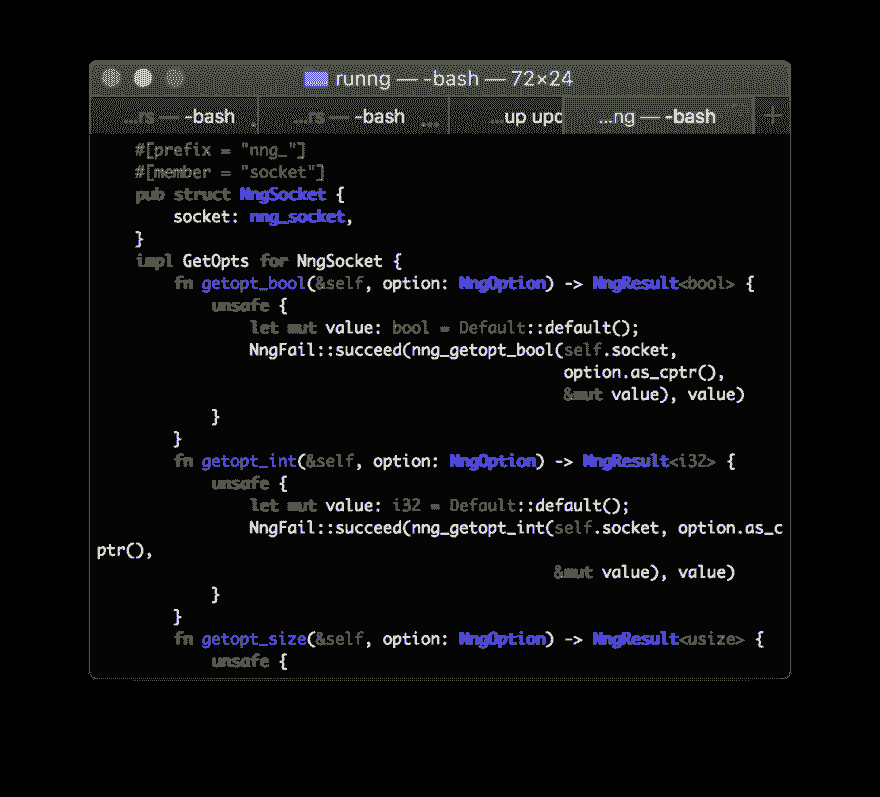 runng — -bash — 72×24
...rs — -bash ...rs — -bash ... ...up upd ...ng — -bash +
#[prefix = "nng_"]
#[member = "socket"]
pub struct NngSocket {
socket: nng_socket,
}
impl GetOpts for NngSocket {
fn getopt_bool(&self, option: NngOption) -> NngResult<bool> {
unsafe {
let mut value: bool = Default::default();
NngFail::succeed(nng_getopt_bool(self.socket,
option.as_cptr(),
&mut value), value)
}
}
fn getopt_int(&self, option: NngOption) -> NngResult<i32> {
unsafe {
let mut value: i32 = Default::default();
NngFail::succeed(nng_getopt_int(self.socket, option.as_c
ptr(),
&mut value), value)
}
}
fn getopt_size(&self, option: NngOption) -> NngResult<usize> {
unsafe {